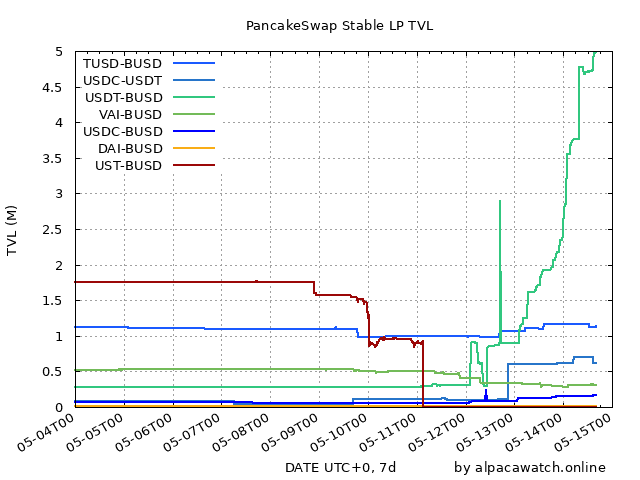 PancakeSwap Stable LP TVL
TVL (M)
5
4.5
4
3.5
3
2.5
2
1.5
1
0.5
0
TUSD-BUSD
USDC-USDT
USDT-BUSD
VAI-BUSD
USDC-BUSD
DAI-BUSD
UST-BUSD
05-04T00
05-05T00
05-06T00
05-07T00
05-08T00
05-09T00
05-10T00
05-11T00
05-12T00
05-13T00
05-14T00
05-15T00
DATE UTC+0, 7d
by alpacawatch.online